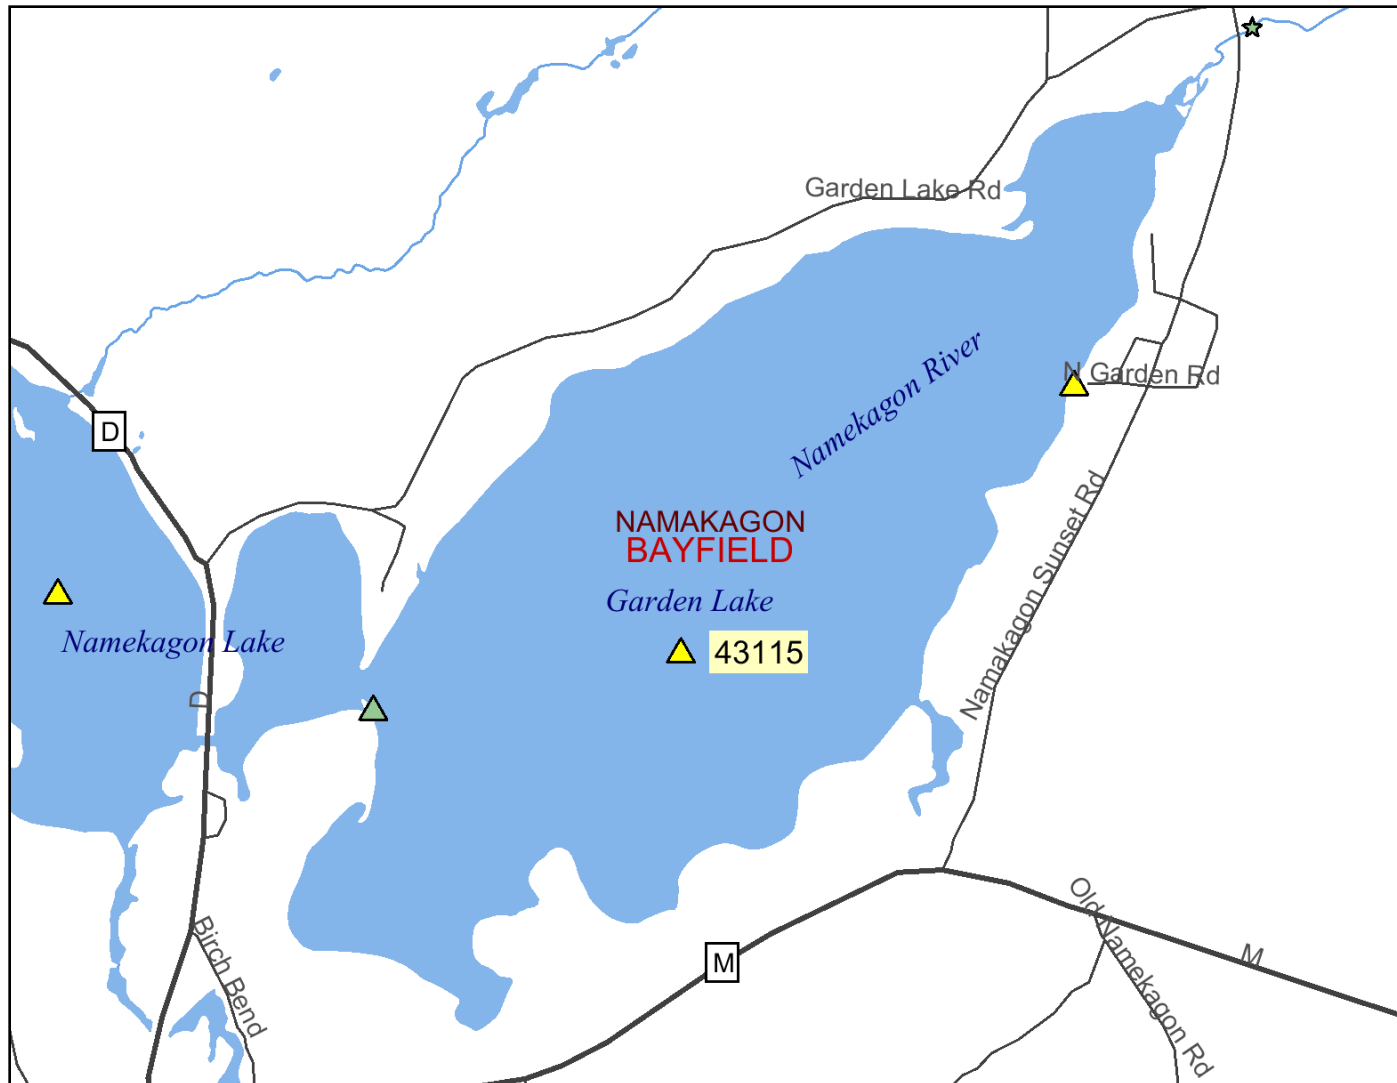 Garden Lake Rd
Namekagon River
N Garden Rd
D
NAMAKAGON
BAYFIELD
Garden Lake
Namakagon Sunset Rd
Namekagon Lake
43115
D
Old Namekagon Rd
Birch Bend
M
M